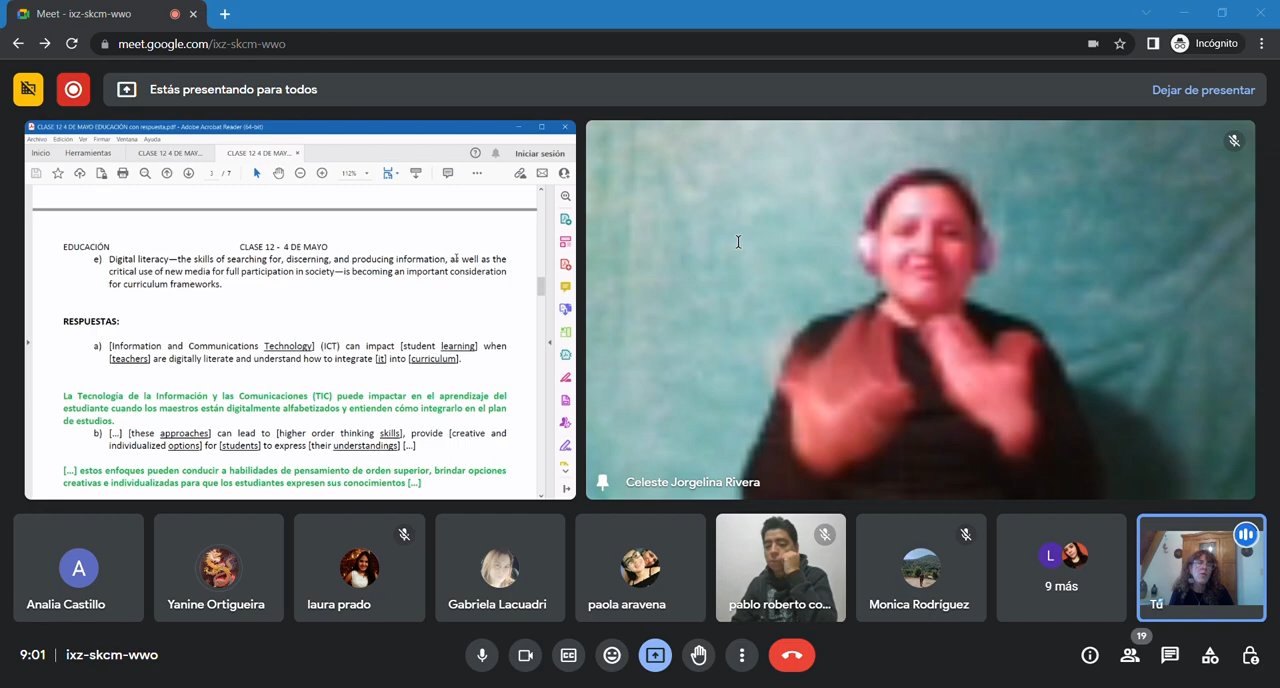 Meet - ixz-skcm-wwo
meet.google.com/ixz-skcm-wwo
Incógnito
Estás presentando para todos
Dejar de presentar
CLASE 12 4 DE MAYO EDUCACIÓN con respuesta.pdf - Adobe Acrobat Reader (64-bit)
Archivo Edición Ver Firmar Ventana Ayuda
Inicio Herramientas CLASE 12 4 DE MAY... CLASE 12 4 DE MAY... ×
Iniciar sesión
3 / 7 112%
EDUCACIÓN CLASE 12 - 4 DE MAYO
e) Digital literacy—the skills of searching for, discerning, and producing information, as well as the
critical use of new media for full participation in society—is becoming an important consideration
for curriculum frameworks.
RESPUESTAS:
a) [Information and Communications Technology] (ICT) can impact [student learning] when
[teachers] are digitally literate and understand how to integrate [it] into [curriculum].
La Tecnología de la Información y las Comunicaciones (TIC) puede impactar en el aprendizaje del
estudiante cuando los maestros están digitalmente alfabetizados y entienden cómo integrarlo en el plan
de estudios.
b) [...] [these approaches] can lead to [higher order thinking skills], provide [creative and
individualized options] for [students] to express [their understandings] [...]
[...] estos enfoques pueden conducir a habilidades de pensamiento de orden superior, brindar opciones
creativas e individualizadas para que los estudiantes expresen sus conocimientos [...]
Celeste Jorgelina Rivera
A
Analia Castillo
Yanine Ortigueira
laura prado
Gabriela Lacuadri
paola aravena
pablo roberto co...
Monica Rodríguez
L
9 más
Tú
9:01 | ixz-skcm-wwo
19